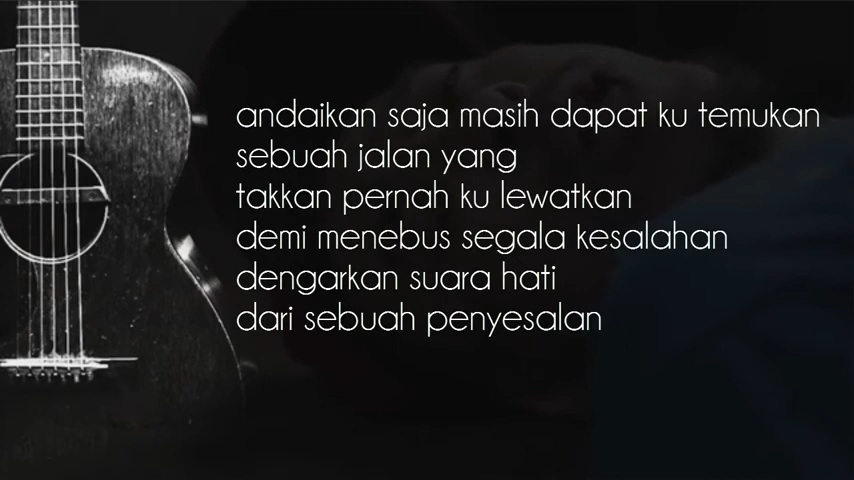 andaikan saja masih dapat ku temukan
sebuah jalan yang
takkan pernah ku lewatkan
demi menebus segala kesalahan
dengarkan suara hati
dari sebuah penyesalan